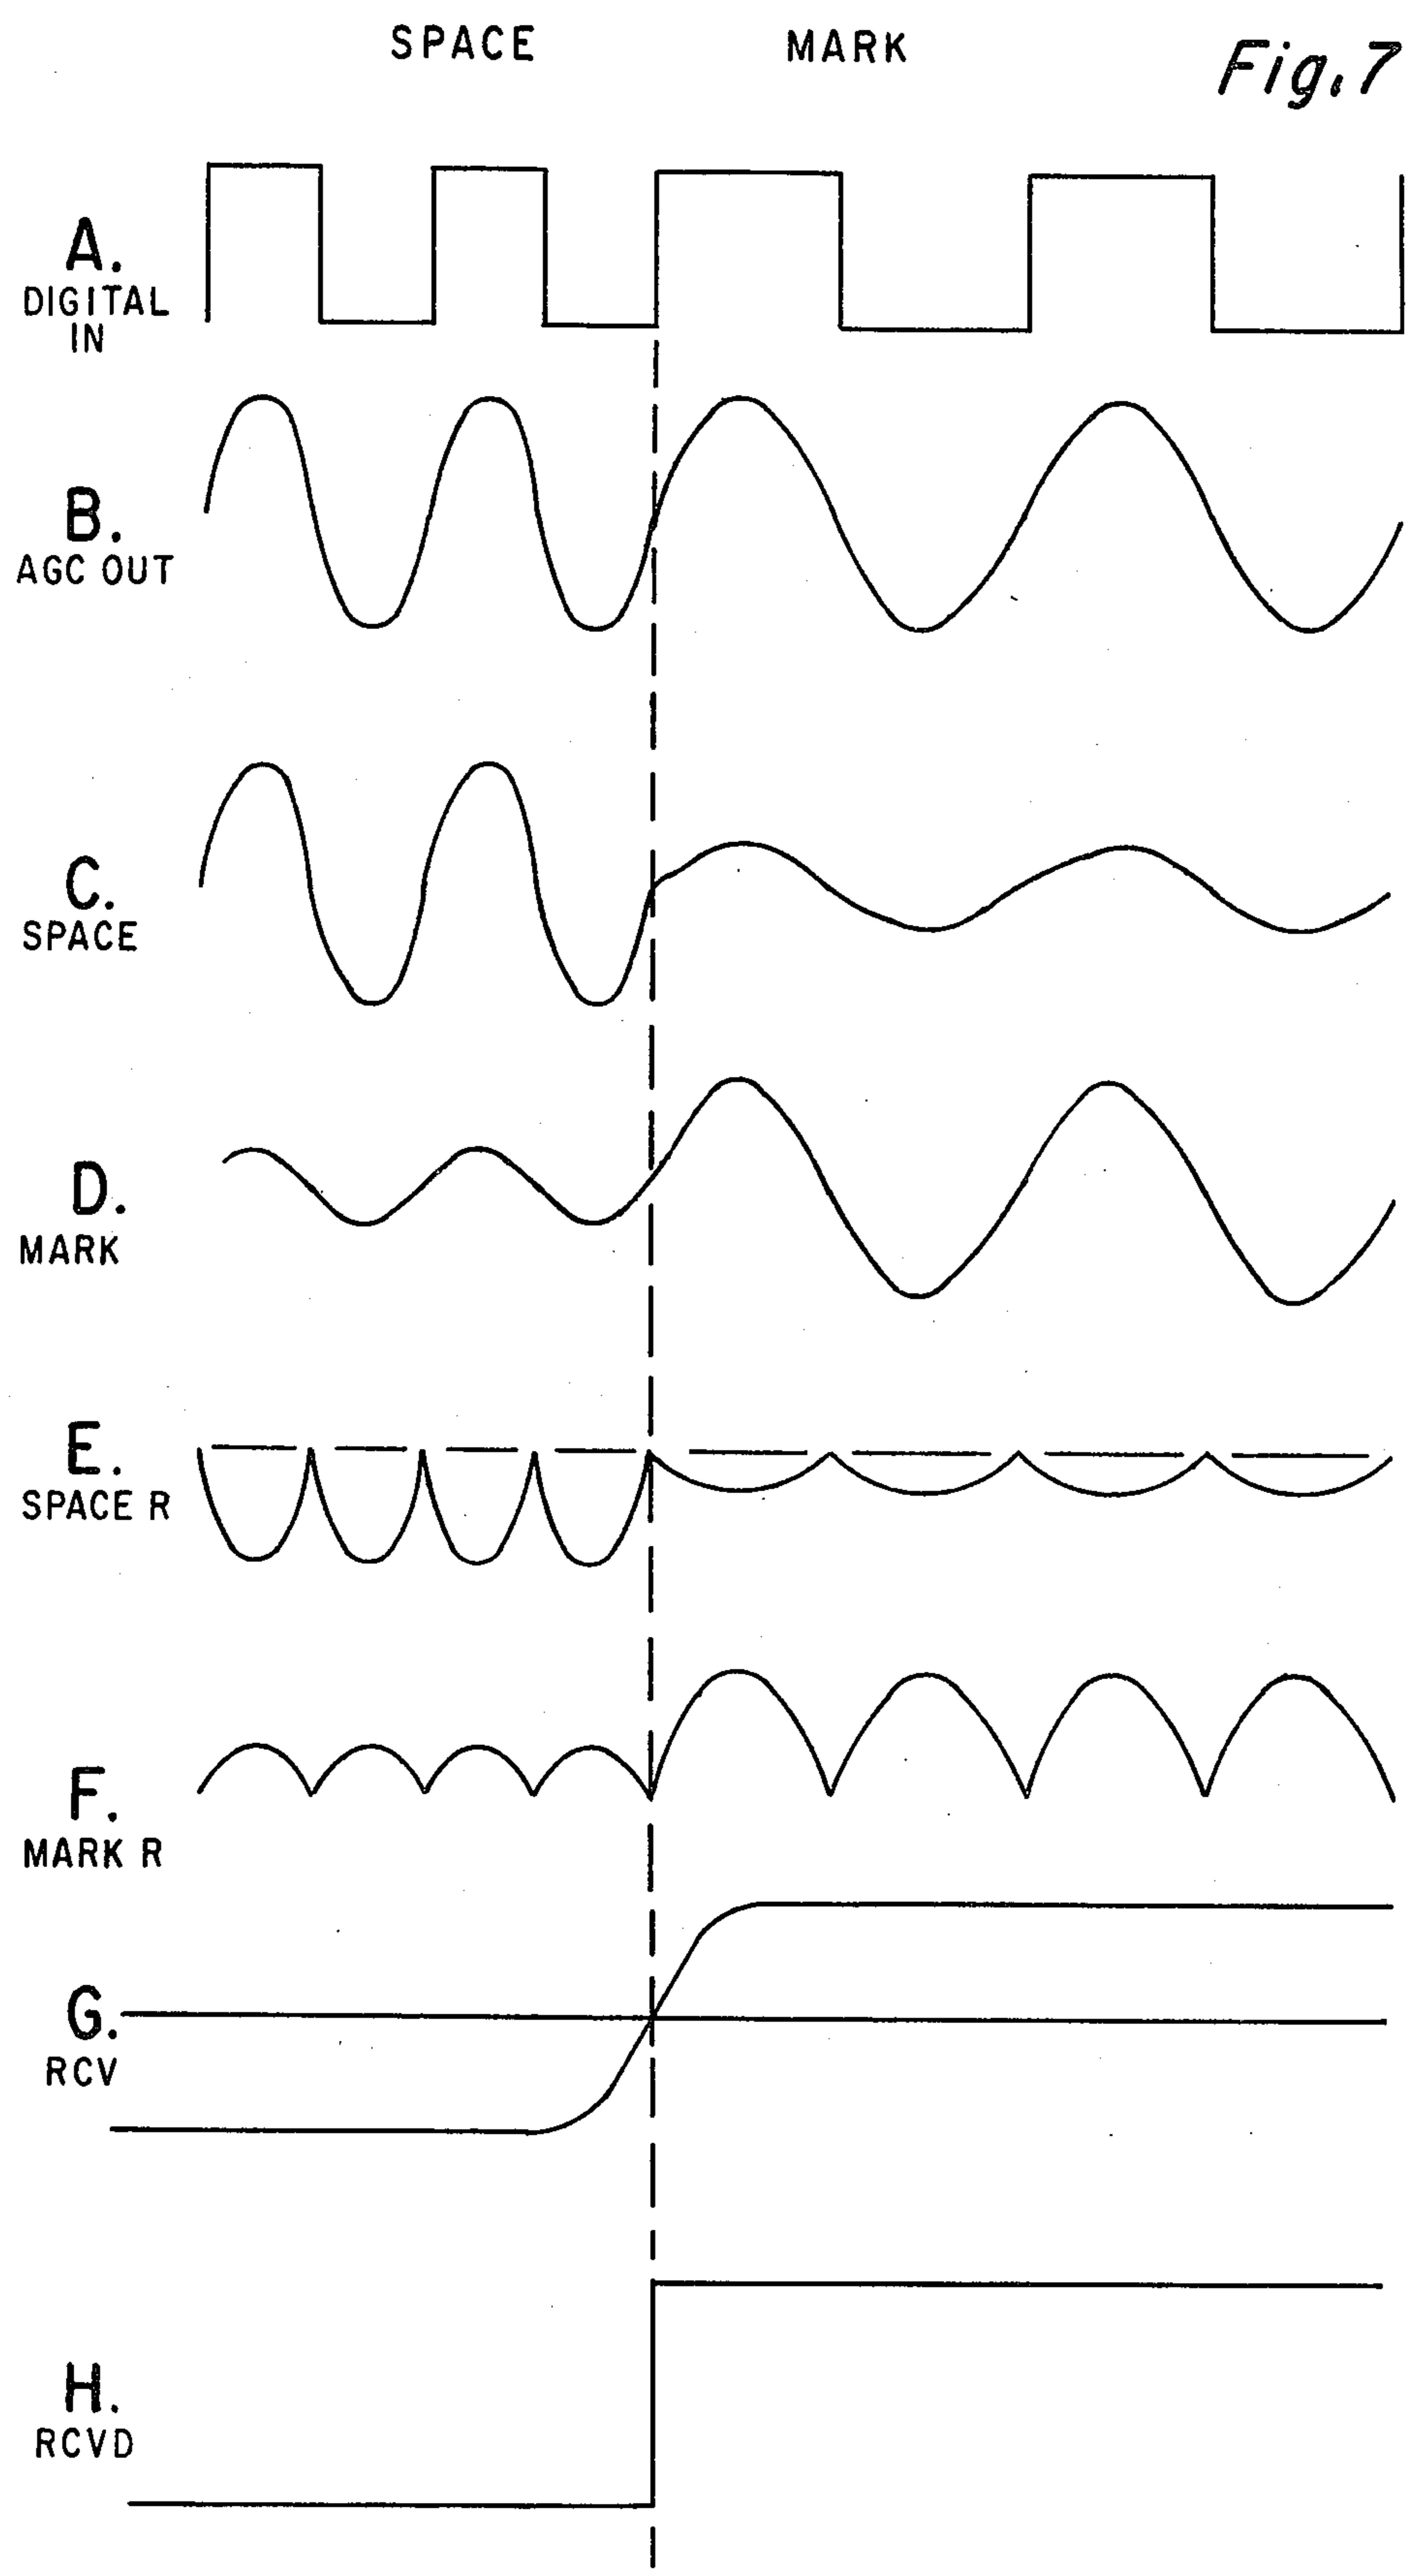 SPACE MARK Fig. 7
A.
DIGITAL
IN
B.
AGC OUT
C.
SPACE
D.
MARK
E.
SPACE R
F.
MARK R
G.
RCV
H.
RCVD